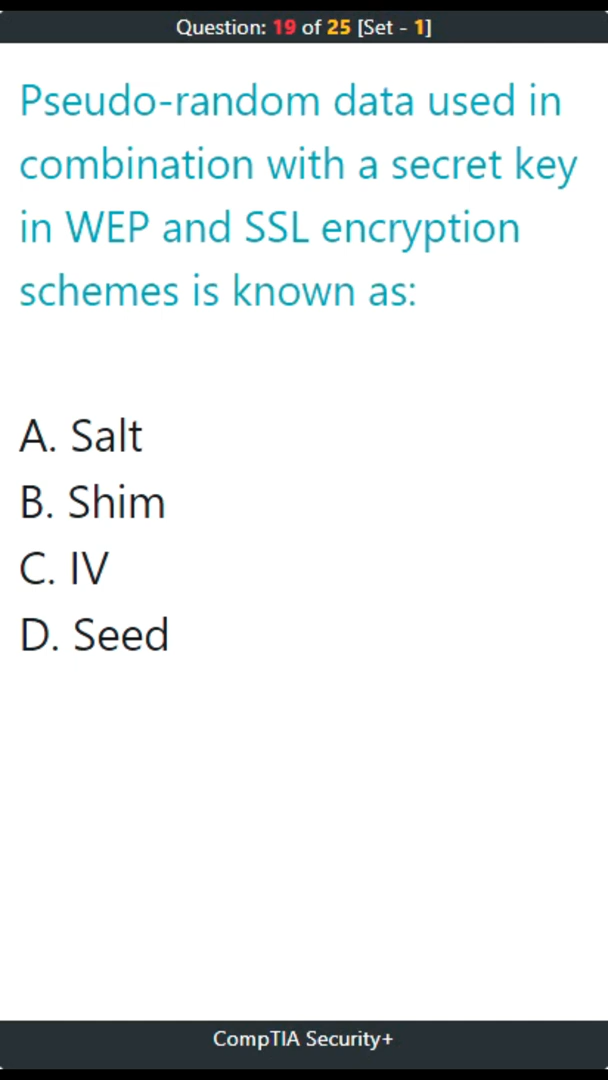 Question: 19 of 25 [Set - 1]
Pseudo-random data used in
combination with a secret key
in WEP and SSL encryption
schemes is known as:
A. Salt
B. Shim
C. IV
D. Seed
CompTIA Security+